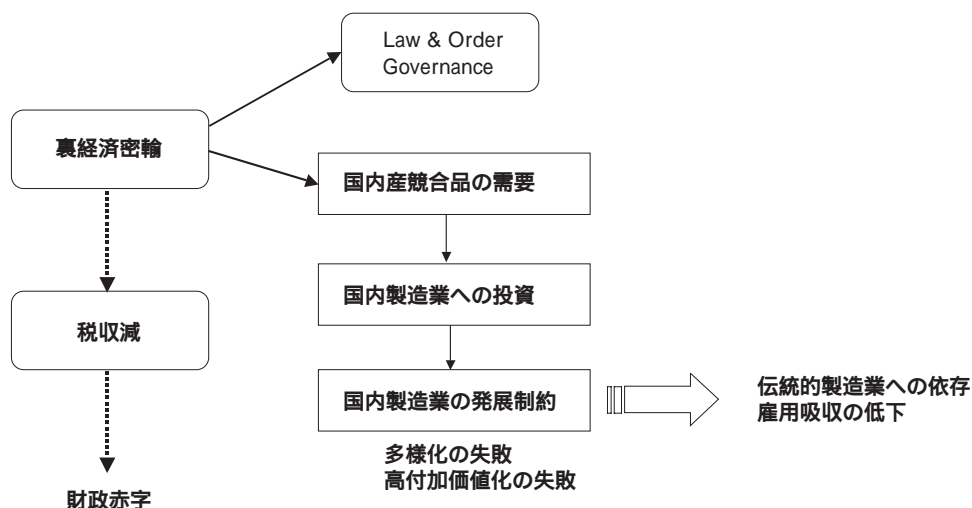 Law & Order
Governance
裏経済密輸
国内産競合品の需要
国内製造業への投資
税収減
国内製造業の発展制約
伝統的製造業への依存
雇用吸収の低下
多様化の失敗
高付加価値化の失敗
財政赤字